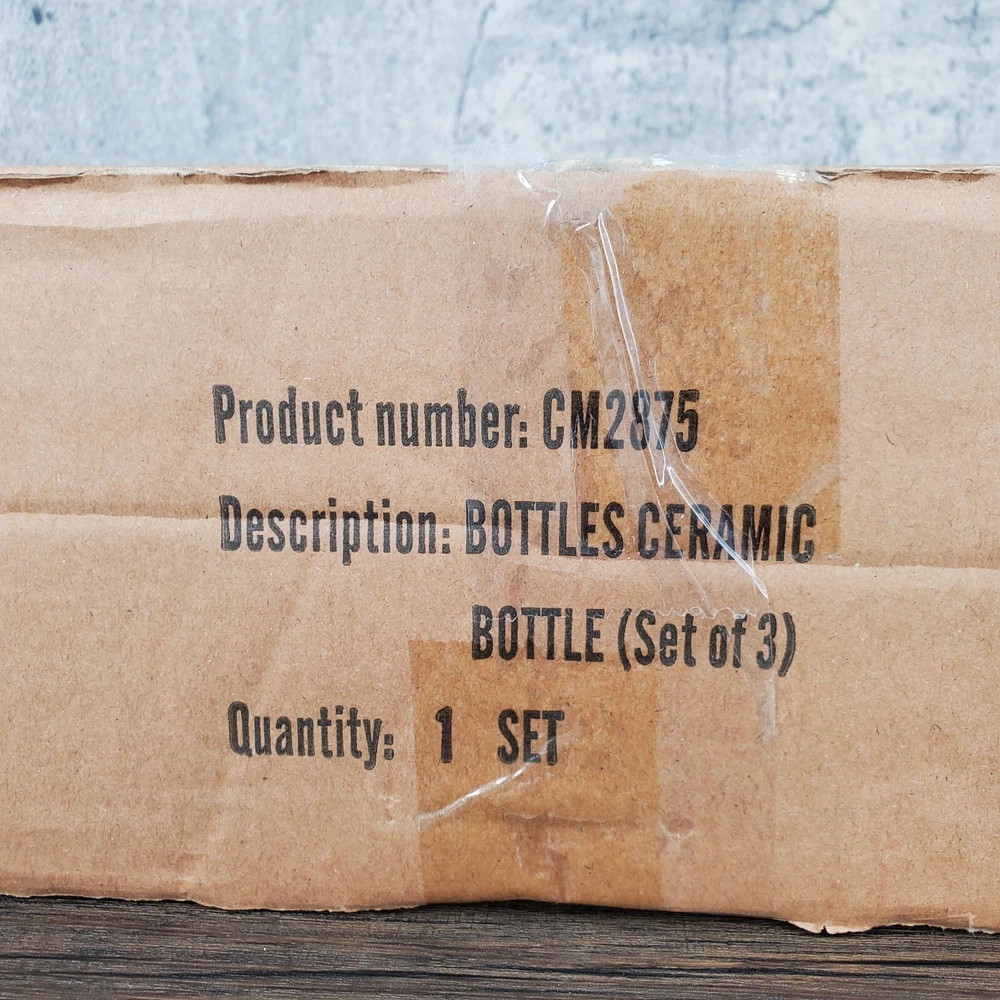 Product number: CM2875
Description: BOTTLES CERAMIC
BOTTLE (Set of 3)
Quantity: 1 SET